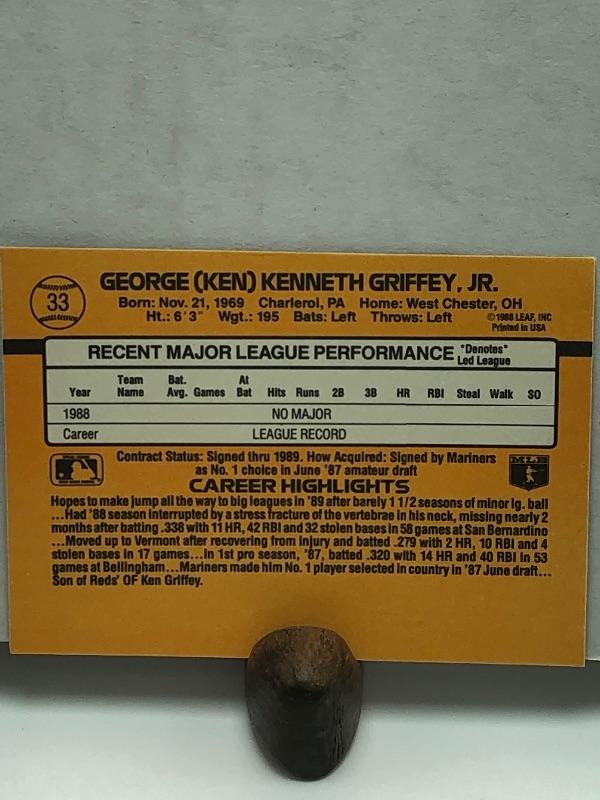 33
GEORGE (KEN) KENNETH GRIFFEY, JR.
Born: Nov. 21, 1969 Charleroi, PA Home: West Chester, OH
Ht.: 6'3" Wgt.: 195 Bats: Left Throws: Left
©1988 LEAF, INC
Printed in USA
RECENT MAJOR LEAGUE PERFORMANCE "Denotes" Led League
Year Team Name Bat. Avg. Games At Bat Hits Runs 2B 3B HR RBI Steal Walk SO
1988 NO MAJOR
Career LEAGUE RECORD
Contract Status: Signed thru 1989. How Acquired: Signed by Mariners
as No. 1 choice in June '87 amateur draft
MLB
CAREER HIGHLIGHTS
Hopes to make jump all the way to big leagues in '89 after barely 1 1/2 seasons of minor lg. ball
...Had '88 season interrupted by a stress fracture of the vertebrae in his neck, missing nearly 2
months after batting .338 with 11 HR, 42 RBI and 32 stolen bases in 58 games at San Bernardino
...Moved up to Vermont after recovering from injury and batted .279 with 2 HR, 10 RBI and 4
stolen bases in 17 games...In 1st pro season, '87, batted .320 with 14 HR and 40 RBI in 53
games at Bellingham...Mariners made him No. 1 player selected in country in '87 June draft...
Son of Reds' OF Ken Griffey.